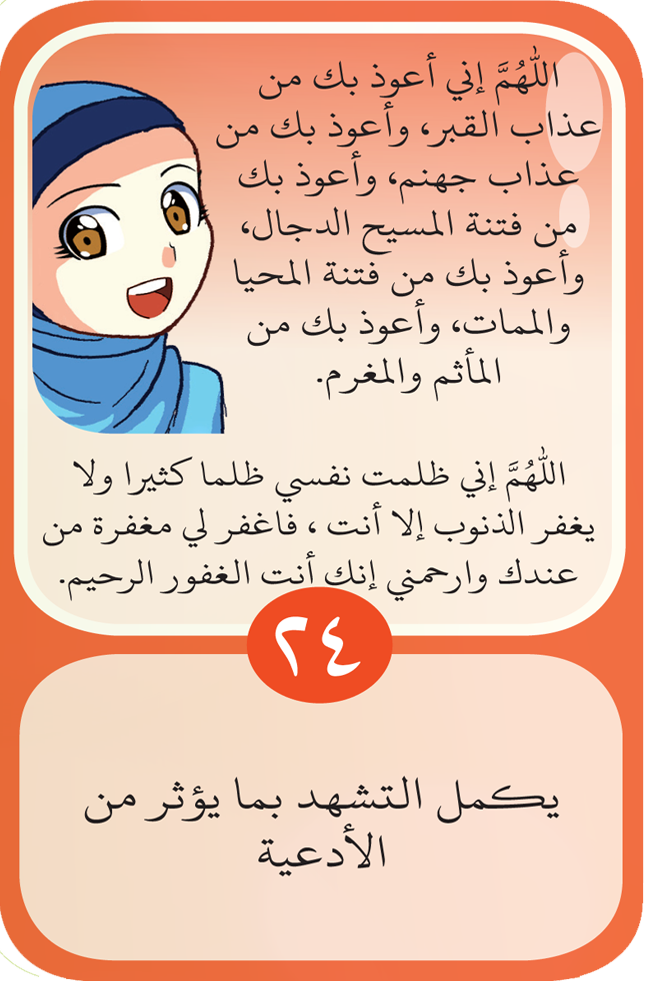 اللَّهُمَّ إني أعوذ بك من
عذاب القبر، وأعوذ بك من
عذاب جهنم، وأعوذ بك
من فتنة المسيح الدجال،
وأعوذ بك من فتنة المحيا
والممات، وأعوذ بك من
المأثم والمغرم.
اللَّهُمَّ إني ظلمت نفسي ظلما كثيرا ولا
يغفر الذنوب إلا أنت ، فاغفر لي مغفرة من
عندك وارحمني إنك أنت الغفور الرحيم.
٢٤
يكمل التشهد بما يؤثر من
الأدعية